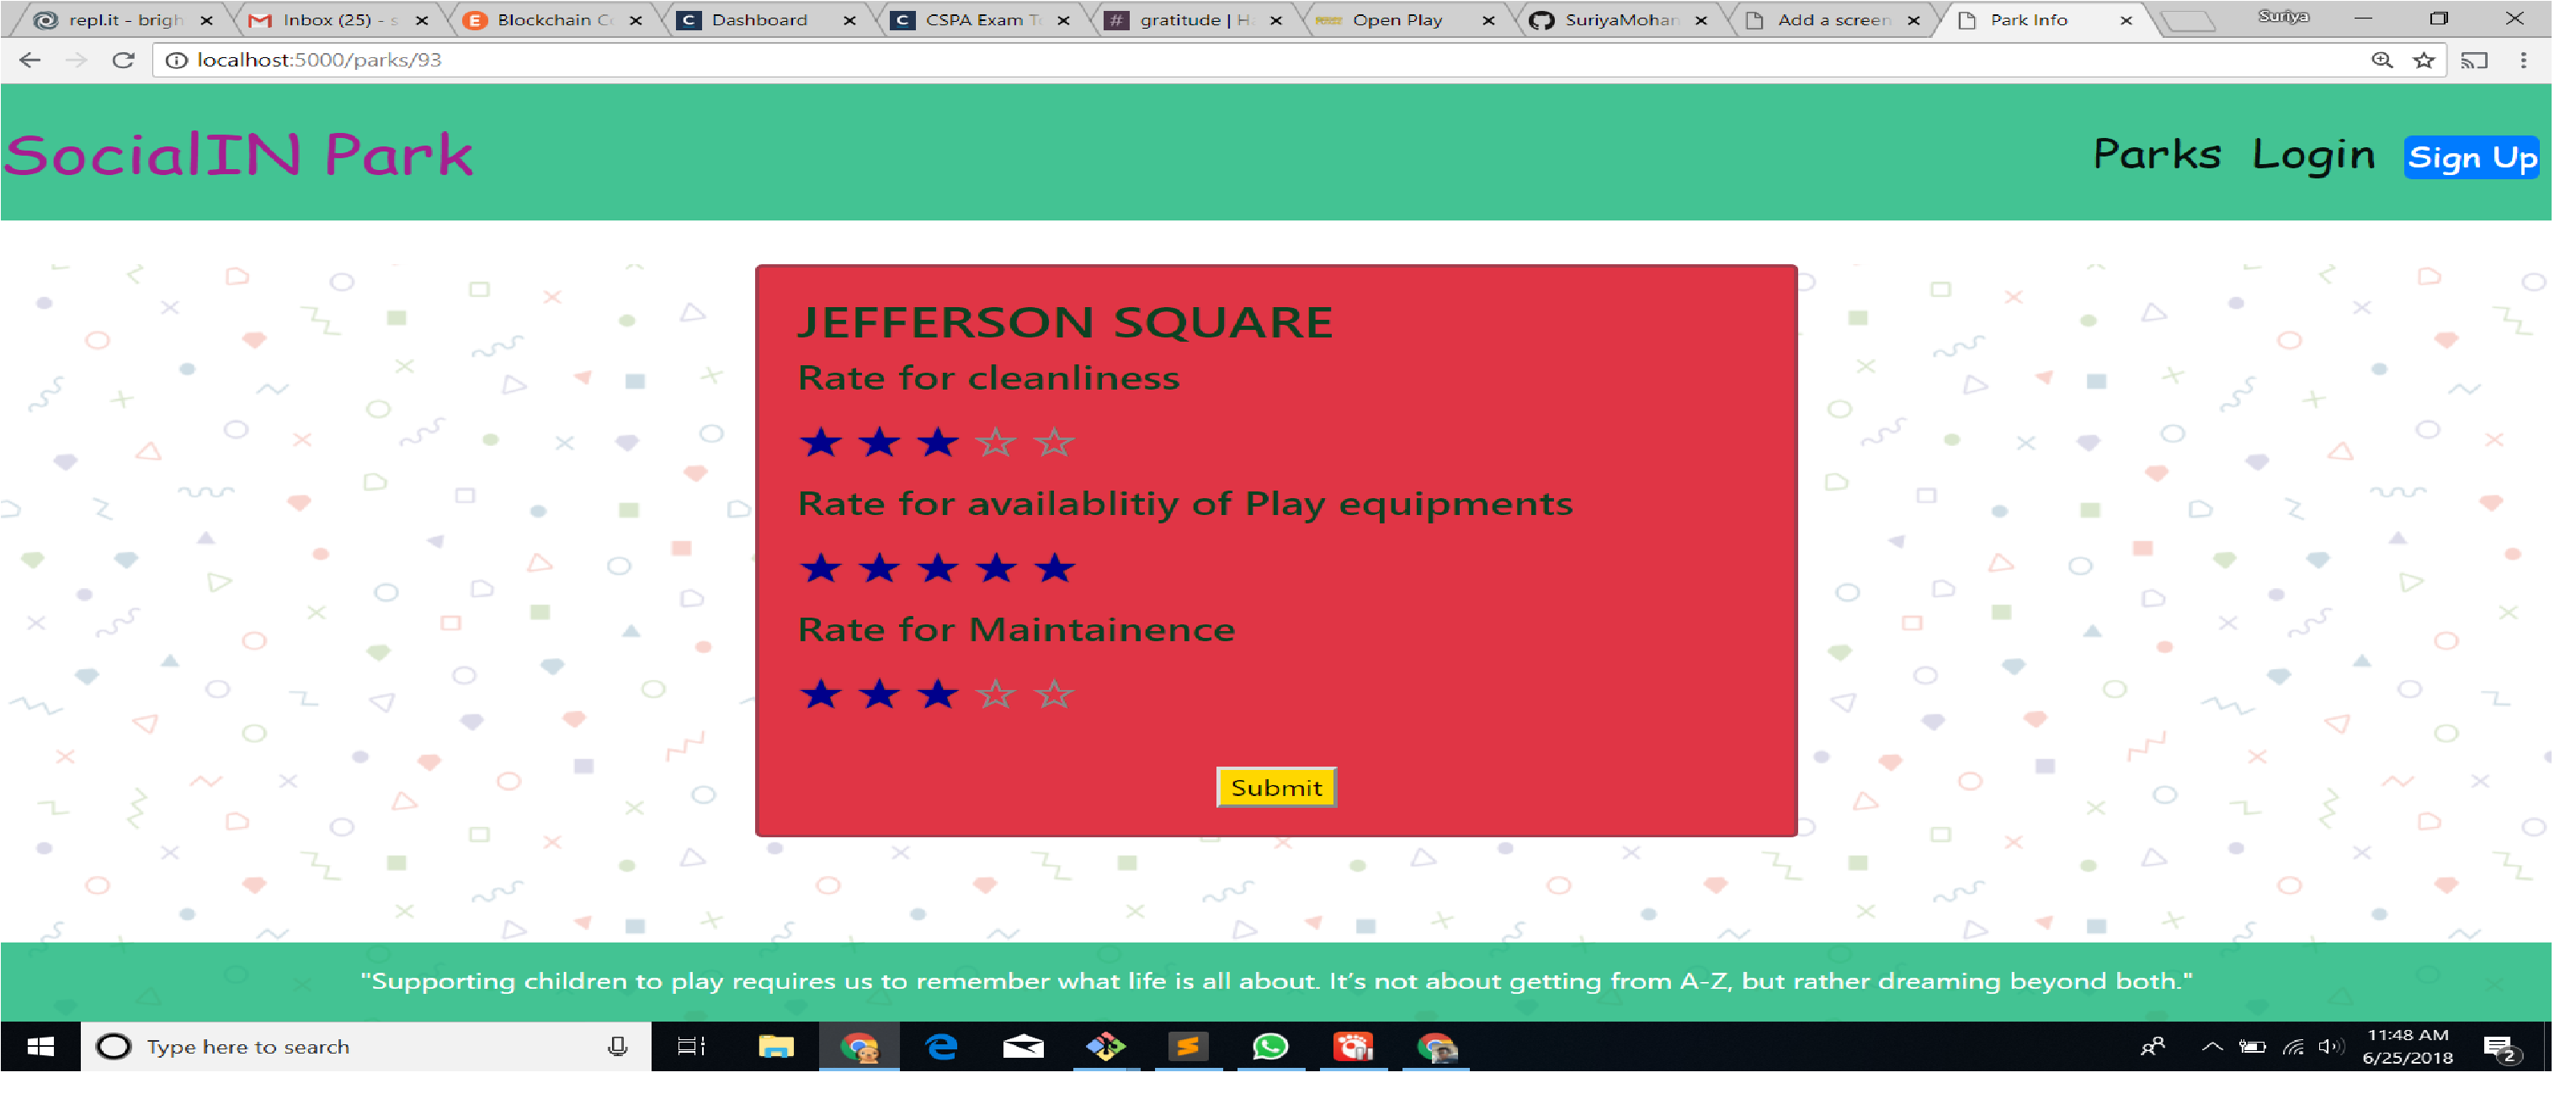 repl.it - brigh
Inbox (25) - s
Blockchain C
Dashboard
CSPA Exam T
gratitude | H
Open Play
SuriyaMohan
Add a screen
Park Info
Suriya
localhost:5000/parks/93
SocialIN Park
Parks Login Sign Up
JEFFERSON SQUARE
Rate for cleanliness
Rate for availablitiy of Play equipments
Rate for Maintainence
Submit
"Supporting children to play requires us to remember what life is all about. It’s not about getting from A-Z, but rather dreaming beyond both."
Type here to search
11:48 AM
6/25/2018
2